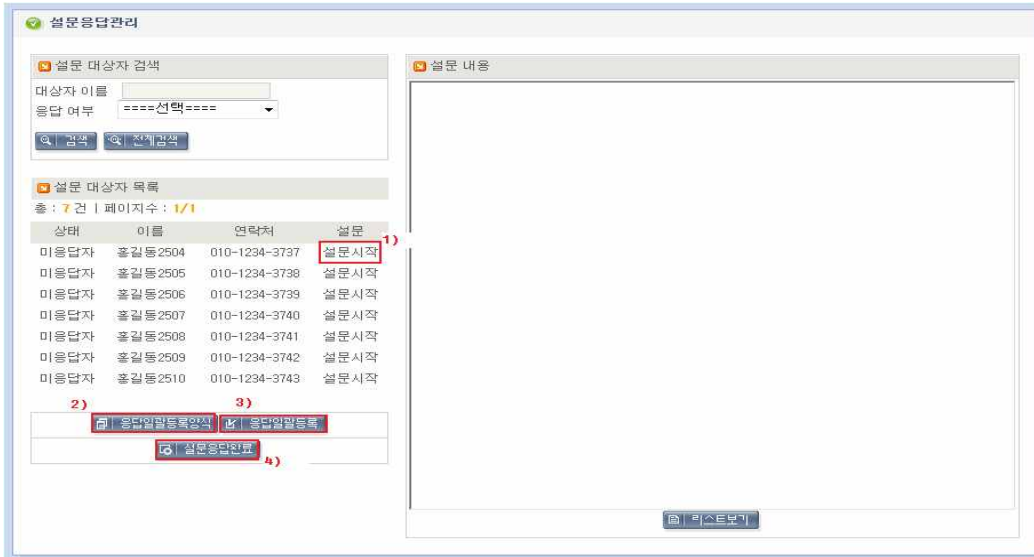 설문응답관리
설문 대상자 검색
대상자 이름
응답 여부 ====선택====
검색 전체검색
설문 대상자 목록
총 : 7 건 | 페이지수 : 1/1
상태 이름 연락처 설문
1)
미응답자 홍길동2504 010-1234-3737 설문시작
미응답자 홍길동2505 010-1234-3738 설문시작
미응답자 홍길동2506 010-1234-3739 설문시작
미응답자 홍길동2507 010-1234-3740 설문시작
미응답자 홍길동2508 010-1234-3741 설문시작
미응답자 홍길동2509 010-1234-3742 설문시작
미응답자 홍길동2510 010-1234-3743 설문시작
2) 3)
응답일괄등록양식 응답일괄등록
설문응답완료
4)
설문 내용
리스트보기